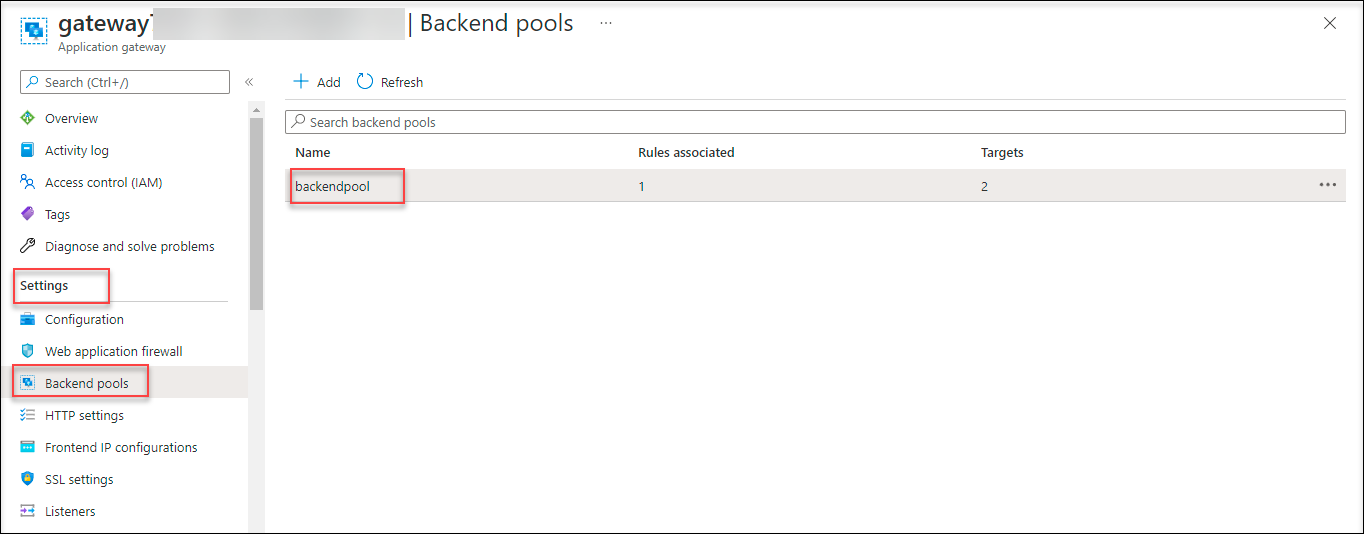 gateway | Backend pools ...
Application gateway
Search (Ctrl+/)
«
Overview
Activity log
Access control (IAM)
Tags
Diagnose and solve problems
Settings
Configuration
Web application firewall
Backend pools
HTTP settings
Frontend IP configurations
SSL settings
Listeners
+ Add Refresh
Search backend pools
Name Rules associated Targets
backendpool 1 2 ...